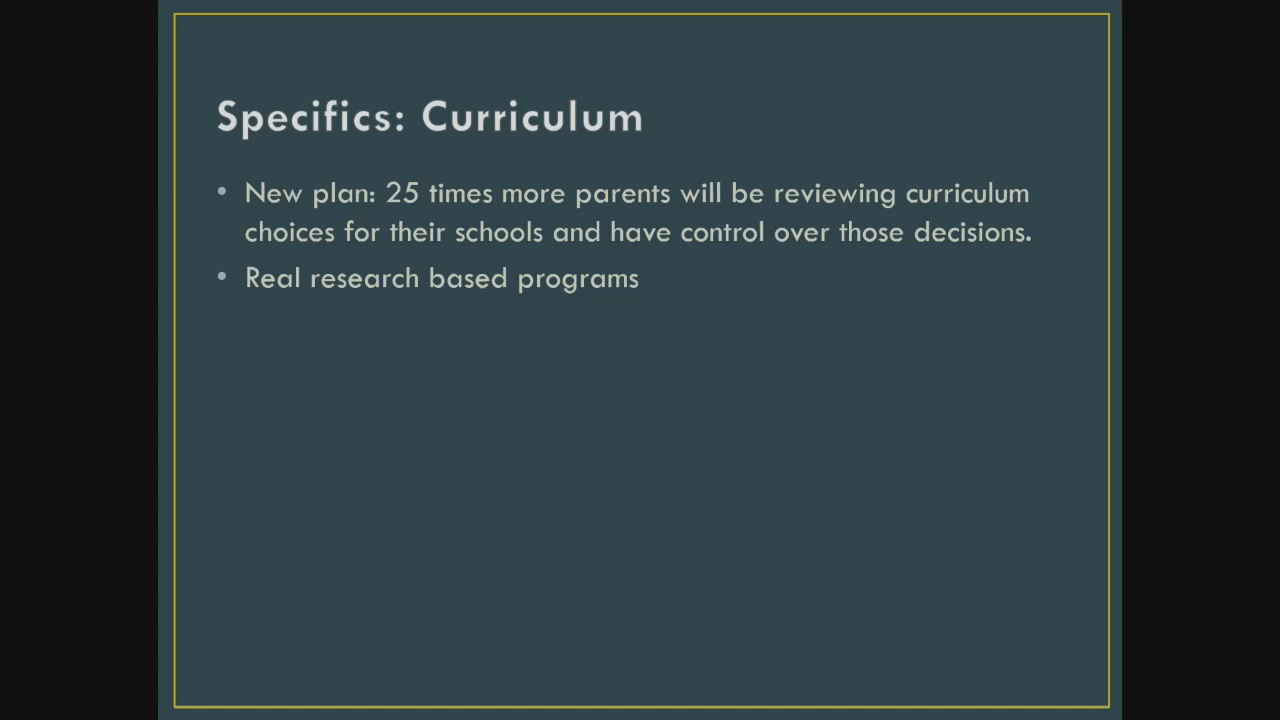 Specifics: Curriculum
• New plan: 25 times more parents will be reviewing curriculum
choices for their schools and have control over those decisions.
• Real research based programs